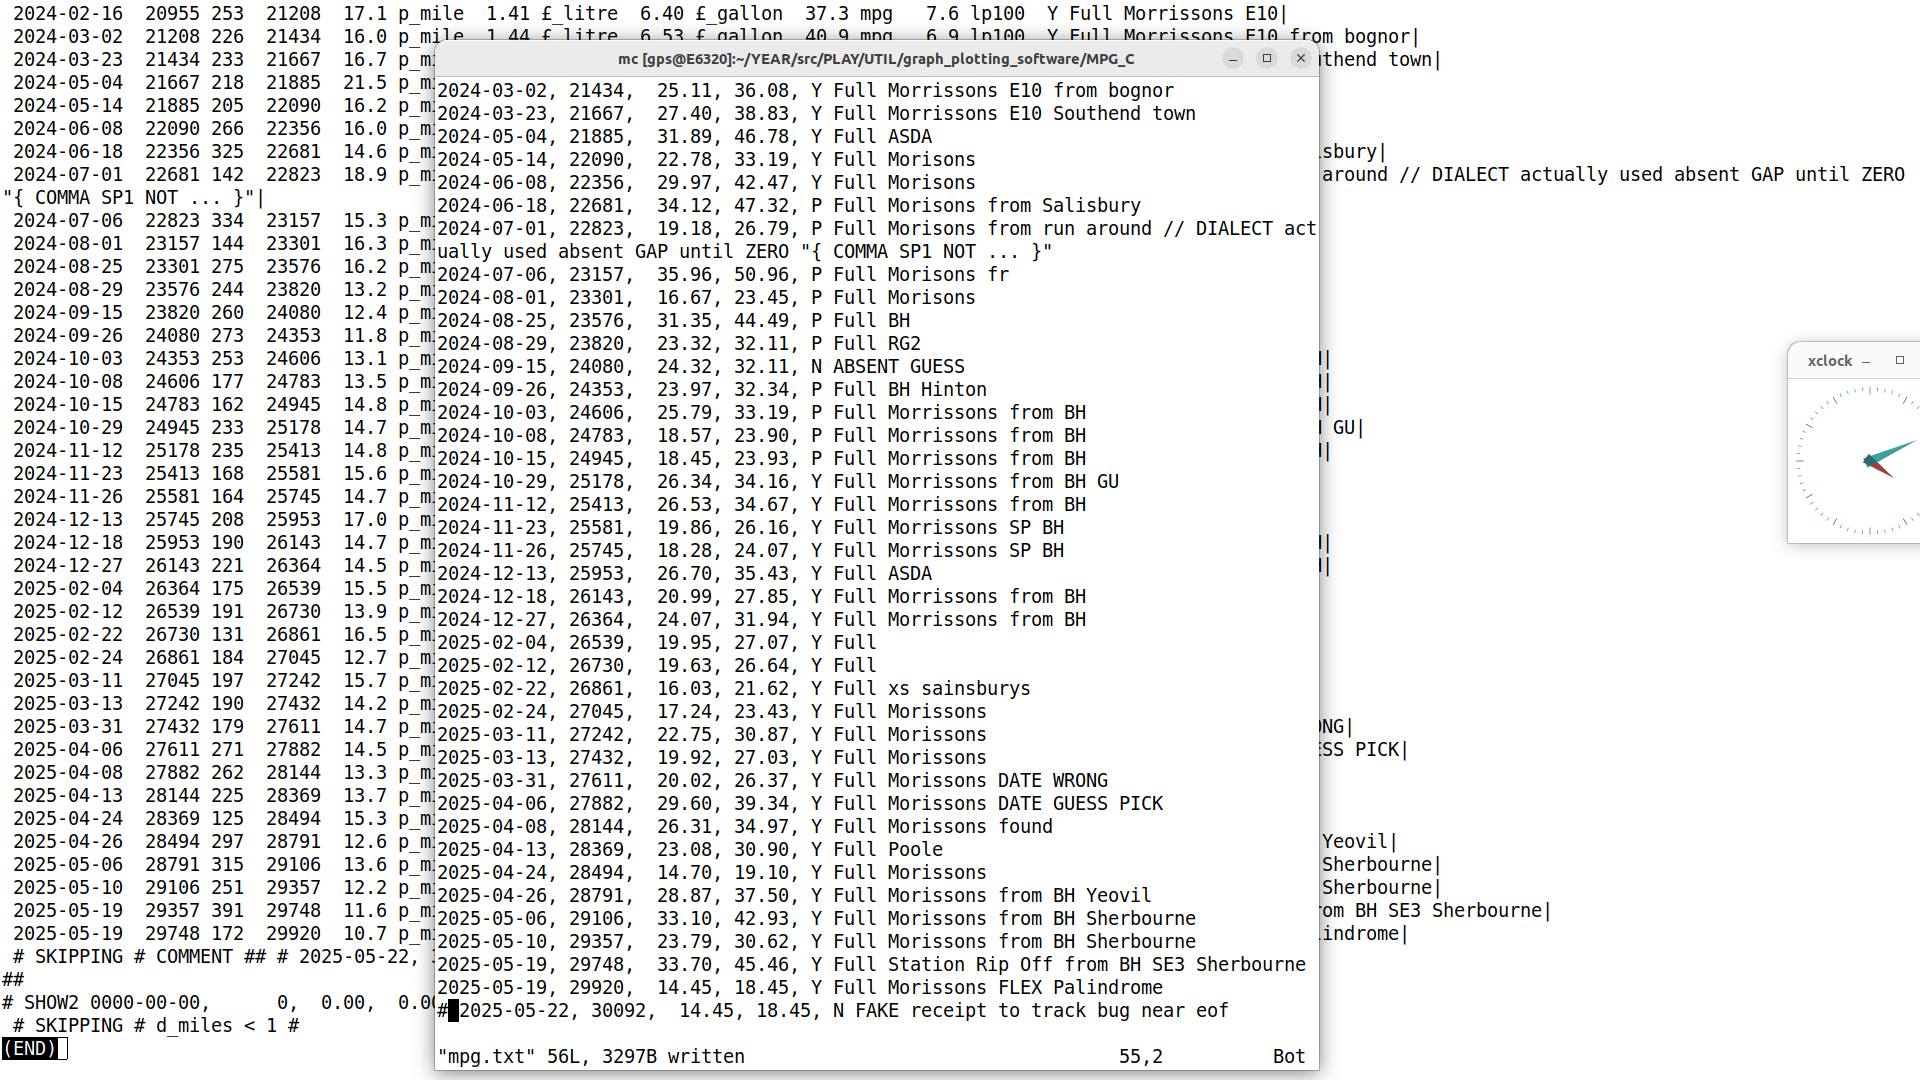 2024-02-16  20955 253  21208  17.1 p_mile  1.41 £_litre  6.40 £_gallon  37.3 mpg   7.6 lp100  Y Full Morrissons E10|
2024-03-02  21208 226  21434  16.0 p_mile  1.44 £_litre  6.53 £_gallon  40.9 mpg   6.9 lp100  Y Full Morrissons E10 from bognor|
2024-03-23  21434 233  21667  16.7 p_m
thend town|
2024-05-04  21667 218  21885  21.5 p_m
2024-05-14  21885 205  22090  16.2 p_m
2024-06-08  22090 266  22356  16.0 p_m
2024-06-18  22356 325  22681  14.6 p_m
sbury|
2024-07-01  22681 142  22823  18.9 p_m
around // DIALECT actually used absent GAP until ZERO
"{ COMMA SP1 NOT ... }"|
2024-07-06  22823 334  23157  15.3 p_m
2024-08-01  23157 144  23301  16.3 p_m
2024-08-25  23301 275  23576  16.2 p_m
2024-08-29  23576 244  23820  13.2 p_m
2024-09-15  23820 260  24080  12.4 p_m
2024-09-26  24080 273  24353  11.8 p_m
2024-10-03  24353 253  24606  13.1 p_m
2024-10-08  24606 177  24783  13.5 p_m
2024-10-15  24783 162  24945  14.8 p_m
2024-10-29  24945 233  25178  14.7 p_m
GU|
2024-11-12  25178 235  25413  14.8 p_m
2024-11-23  25413 168  25581  15.6 p_m
2024-11-26  25581 164  25745  14.7 p_m
2024-12-13  25745 208  25953  17.0 p_m
2024-12-18  25953 190  26143  14.7 p_m
2024-12-27  26143 221  26364  14.5 p_m
2025-02-04  26364 175  26539  15.5 p_m
2025-02-12  26539 191  26730  13.9 p_m
2025-02-22  26730 131  26861  16.5 p_m
2025-02-24  26861 184  27045  12.7 p_m
2025-03-11  27045 197  27242  15.7 p_m
2025-03-13  27242 190  27432  14.2 p_m
2025-03-31  27432 179  27611  14.7 p_m
NG|
2025-04-06  27611 271  27882  14.5 p_m
SS PICK|
2025-04-08  27882 262  28144  13.3 p_m
2025-04-13  28144 225  28369  13.7 p_m
2025-04-24  28369 125  28494  15.3 p_m
2025-04-26  28494 297  28791  12.6 p_m
Yeovil|
2025-05-06  28791 315  29106  13.6 p_m
Sherbourne|
2025-05-10  29106 251  29357  12.2 p_m
Sherbourne|
2025-05-19  29357 391  29748  11.6 p_m
om BH SE3 Sherbourne|
2025-05-19  29748 172  29920  10.7 p_m
indrome|
# SKIPPING # COMMENT ## # 2025-05-22,
##
# SHOW2 0000-00-00,      0,  0.00,  0.00
# SKIPPING # d_miles < 1 #
(END)
mc [gps@E6320]:~/YEAR/src/PLAY/UTIL/graph_plotting_software/MPG_C
2024-03-02, 21434,  25.11, 36.08, Y Full Morrissons E10 from bognor
2024-03-23, 21667,  27.40, 38.83, Y Full Morrissons E10 Southend town
2024-05-04, 21885,  31.89, 46.78, Y Full ASDA
2024-05-14, 22090,  22.78, 33.19, Y Full Morisons
2024-06-08, 22356,  29.97, 42.47, Y Full Morisons
2024-06-18, 22681,  34.12, 47.32, P Full Morisons from Salisbury
2024-07-01, 22823,  19.18, 26.79, P Full Morisons from run around // DIALECT act
ually used absent GAP until ZERO "{ COMMA SP1 NOT ... }"
2024-07-06, 23157,  35.96, 50.96, P Full Morisons fr
2024-08-01, 23301,  16.67, 23.45, P Full Morisons
2024-08-25, 23576,  31.35, 44.49, P Full BH
2024-08-29, 23820,  23.32, 32.11, P Full RG2
2024-09-15, 24080,  24.32, 32.11, N ABSENT GUESS
2024-09-26, 24353,  23.97, 32.34, P Full BH Hinton
2024-10-03, 24606,  25.79, 33.19, P Full Morrissons from BH
2024-10-08, 24783,  18.57, 23.90, P Full Morrissons from BH
2024-10-15, 24945,  18.45, 23.93, P Full Morrissons from BH
2024-10-29, 25178,  26.34, 34.16, Y Full Morrissons from BH GU
2024-11-12, 25413,  26.53, 34.67, Y Full Morrissons from BH
2024-11-23, 25581,  19.86, 26.16, Y Full Morrissons SP BH
2024-11-26, 25745,  18.28, 24.07, Y Full Morrissons SP BH
2024-12-13, 25953,  26.70, 35.43, Y Full ASDA
2024-12-18, 26143,  20.99, 27.85, Y Full Morrissons from BH
2024-12-27, 26364,  24.07, 31.94, Y Full Morrissons from BH
2025-02-04, 26539,  19.95, 27.07, Y Full
2025-02-12, 26730,  19.63, 26.64, Y Full
2025-02-22, 26861,  16.03, 21.62, Y Full xs sainsburys
2025-02-24, 27045,  17.24, 23.43, Y Full Morissons
2025-03-11, 27242,  22.75, 30.87, Y Full Morissons
2025-03-13, 27432,  19.92, 27.03, Y Full Morissons
2025-03-31, 27611,  20.02, 26.37, Y Full Morissons DATE WRONG
2025-04-06, 27882,  29.60, 39.34, Y Full Morissons DATE GUESS PICK
2025-04-08, 28144,  26.31, 34.97, Y Full Morissons found
2025-04-13, 28369,  23.08, 30.90, Y Full Poole
2025-04-24, 28494,  14.70, 19.10, Y Full Morissons
2025-04-26, 28791,  28.87, 37.50, Y Full Morissons from BH Yeovil
2025-05-06, 29106,  33.10, 42.93, Y Full Morissons from BH Sherbourne
2025-05-10, 29357,  23.79, 30.62, Y Full Morissons from BH Sherbourne
2025-05-19, 29748,  33.70, 45.46, Y Full Station Rip Off from BH SE3 Sherbourne
2025-05-19, 29920,  14.45, 18.45, Y Full Morissons FLEX Palindrome
# 2025-05-22, 30092,  14.45, 18.45, N FAKE receipt to track bug near eof
"mpg.txt" 56L, 3297B written                                  55,2          Bot
xclock